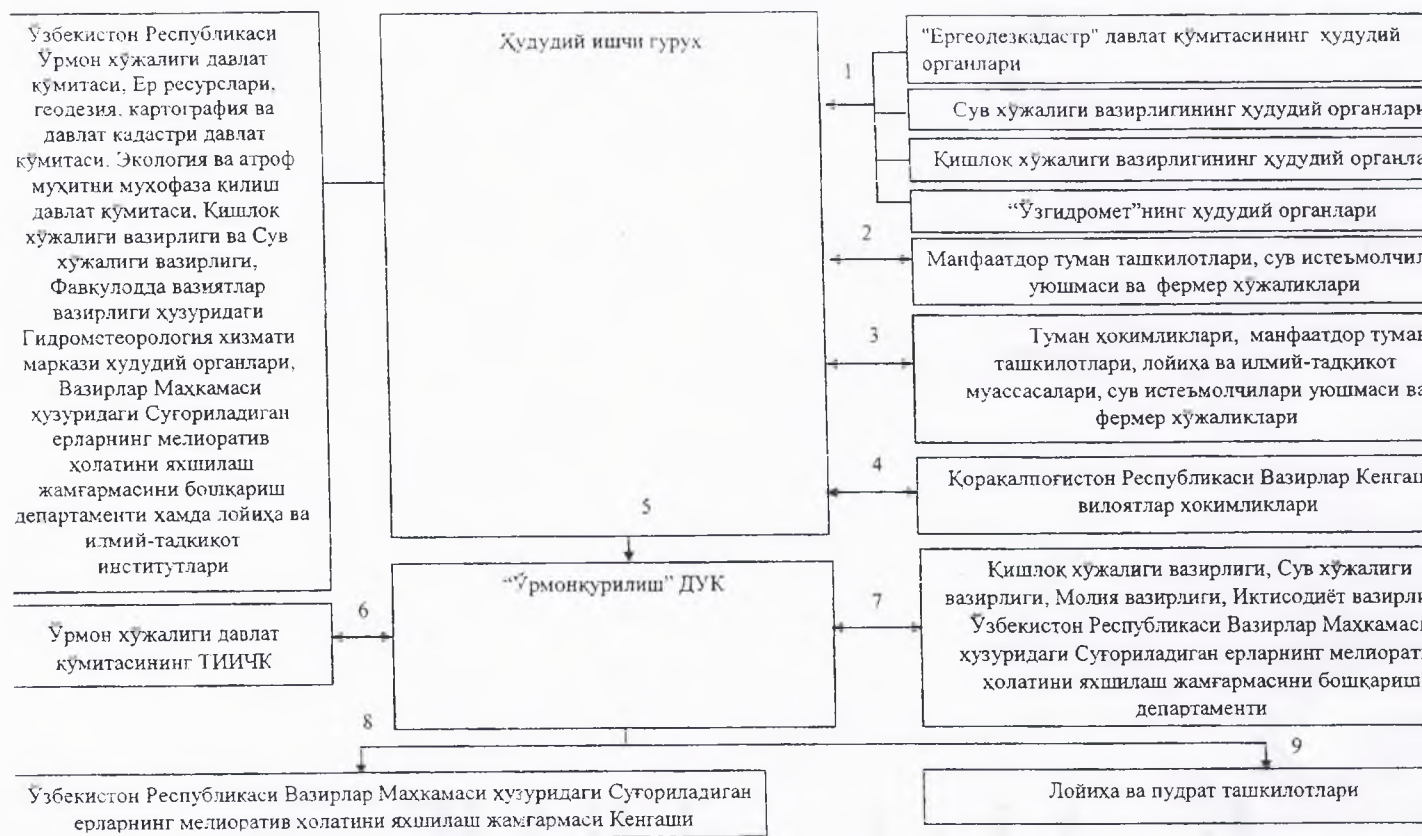 Ўзбекистон Республикаси
Ўрмон хўжалиги давлат
қўмитаси, Ер ресурслари,
геодезия, картография ва
давлат кадастри давлат
қўмитаси, Экология ва атроф
муҳитни муҳофаза қилиш
давлат қўмитаси, Қишлоқ
хўжалиги вазирлиги ва Сув
хўжалиги вазирлиги,
Фавқулодда вазиятлар
вазирлиги ҳузуридаги
Гидрометеорология хизмати
маркази ҳудудий органлари,
Вазирлар Маҳкамаси
ҳузуридаги Суғориладиган
ерларнинг мелиоратив
ҳолатини яхшилаш
жамғармасини бошқариш
департаменти ҳамда лойиҳа ва
илмий-тадқиқот
институтлари
Ҳудудий ишчи гуруҳ
1
"Ергеодезкадастр" давлат қўмитасининг ҳудудий
органлари
Сув хўжалиги вазирлигининг ҳудудий органлари
Қишлоқ хўжалиги вазирлигининг ҳудудий органла
“Ўзгидромет”нинг ҳудудий органлари
2
Манфаатдор туман ташкилотлари, сув истеъмолчил
уюшмаси ва фермер хўжаликлари
3
Туман ҳокимликлари, манфаатдор туман
ташкилотлари, лойиҳа ва илмий-тадқиқот
муассасалари, сув истеъмолчилари уюшмаси ва
фермер хўжаликлари
4
Қорақалпоғистон Республикаси Вазирлар Кенгаш
вилоятлар ҳокимликлари
5
“Ўрмонқурилиш” ДУК
6
Ўрмон хўжалиги давлат
қўмитасининг ТИИЧК
7
Қишлоқ хўжалиги вазирлиги, Сув хўжалиги
вазирлиги, Молия вазирлиги, Иқтисодиёт вазирли
Ўзбекистон Республикаси Вазирлар Маҳкамаси
ҳузуридаги Суғориладиган ерларнинг мелиорати
ҳолатини яхшилаш жамғармасини бошқариш
департаменти
8
Ўзбекистон Республикаси Вазирлар Маҳкамаси ҳузуридаги Суғориладиган
ерларнинг мелиоратив ҳолатини яхшилаш жамғармаси Кенгаши
9
Лойиҳа ва пудрат ташкилотлари